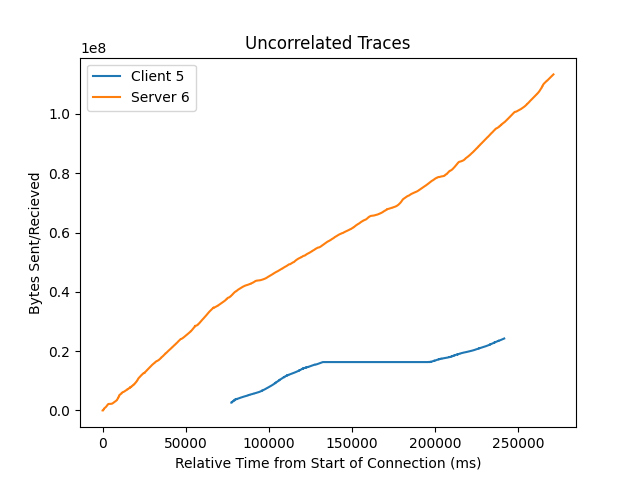 Uncorrelated Traces
1e8
Client 5
Server 6
1.0
0.8
0.6
0.4
0.2
0.0
Bytes Sent/Recieved
0 50000 100000 150000 200000 250000
Relative Time from Start of Connection (ms)